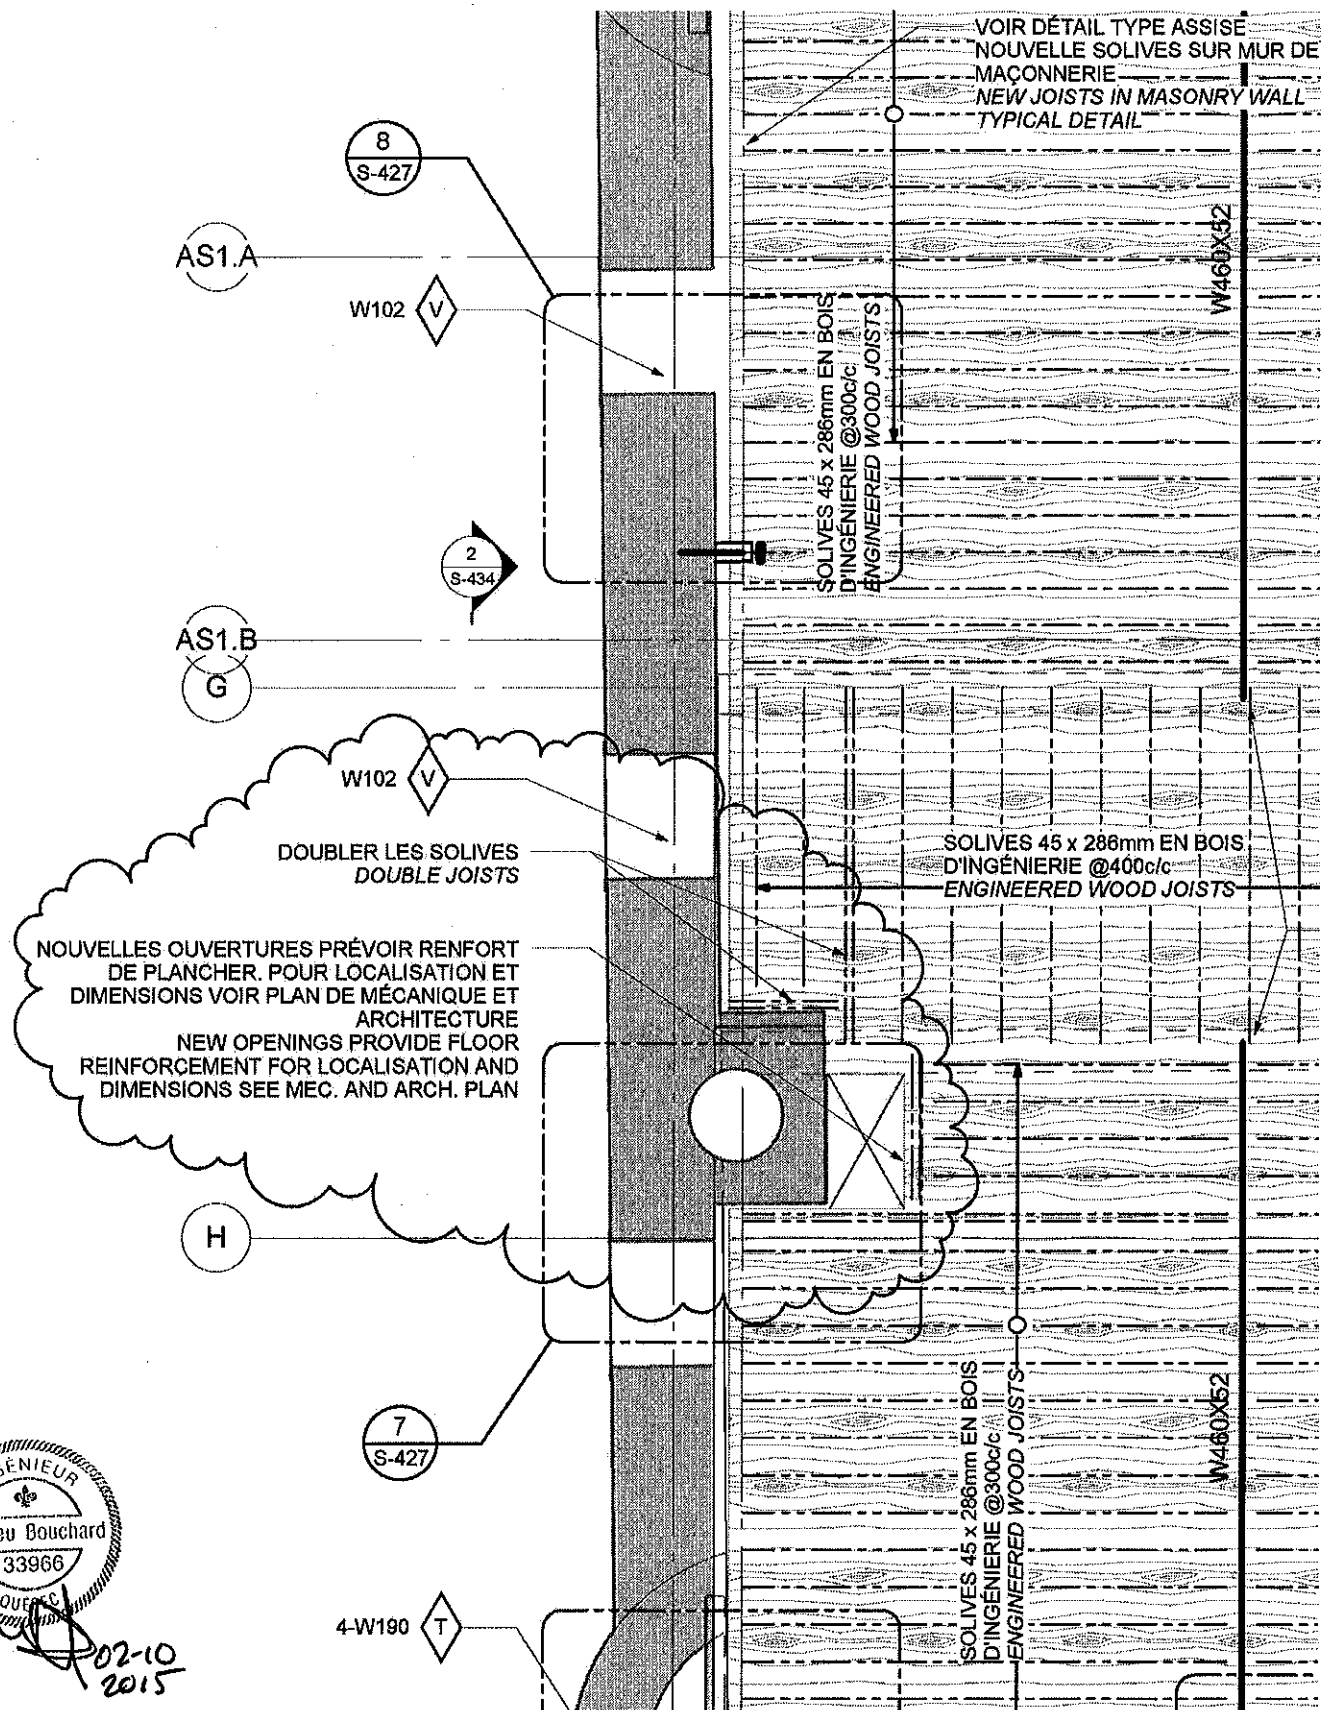 VOIR DÉTAIL TYPE ASSISE
NOUVELLE SOLIVES SUR MUR DE
MAÇONNERIE
NEW JOISTS IN MASONRY WALL
TYPICAL DETAIL
8
S-427
AS1.A
W102
V
W460X52
SOLIVES 45 x 286mm EN BOIS
D'INGÉNIERIE @300c/c
ENGINEERED WOOD JOISTS
2
S-434
AS1.B
G
W102
V
DOUBLER LES SOLIVES
DOUBLE JOISTS
SOLIVES 45 x 286mm EN BOIS
D'INGÉNIERIE @400c/c
ENGINEERED WOOD JOISTS
NOUVELLES OUVERTURES PRÉVOIR RENFORT
DE PLANCHER. POUR LOCALISATION ET
DIMENSIONS VOIR PLAN DE MÉCANIQUE ET
ARCHITECTURE
NEW OPENINGS PROVIDE FLOOR
REINFORCEMENT FOR LOCALISATION AND
DIMENSIONS SEE MEC. AND ARCH. PLAN
H
7
S-427
W460X52
SOLIVES 45 x 286mm EN BOIS
D'INGÉNIERIE @300c/c
ENGINEERED WOOD JOISTS
4-W190
T
GÉNIEUR
eu Bouchard
33966
QUÉBEC
02-10
2015